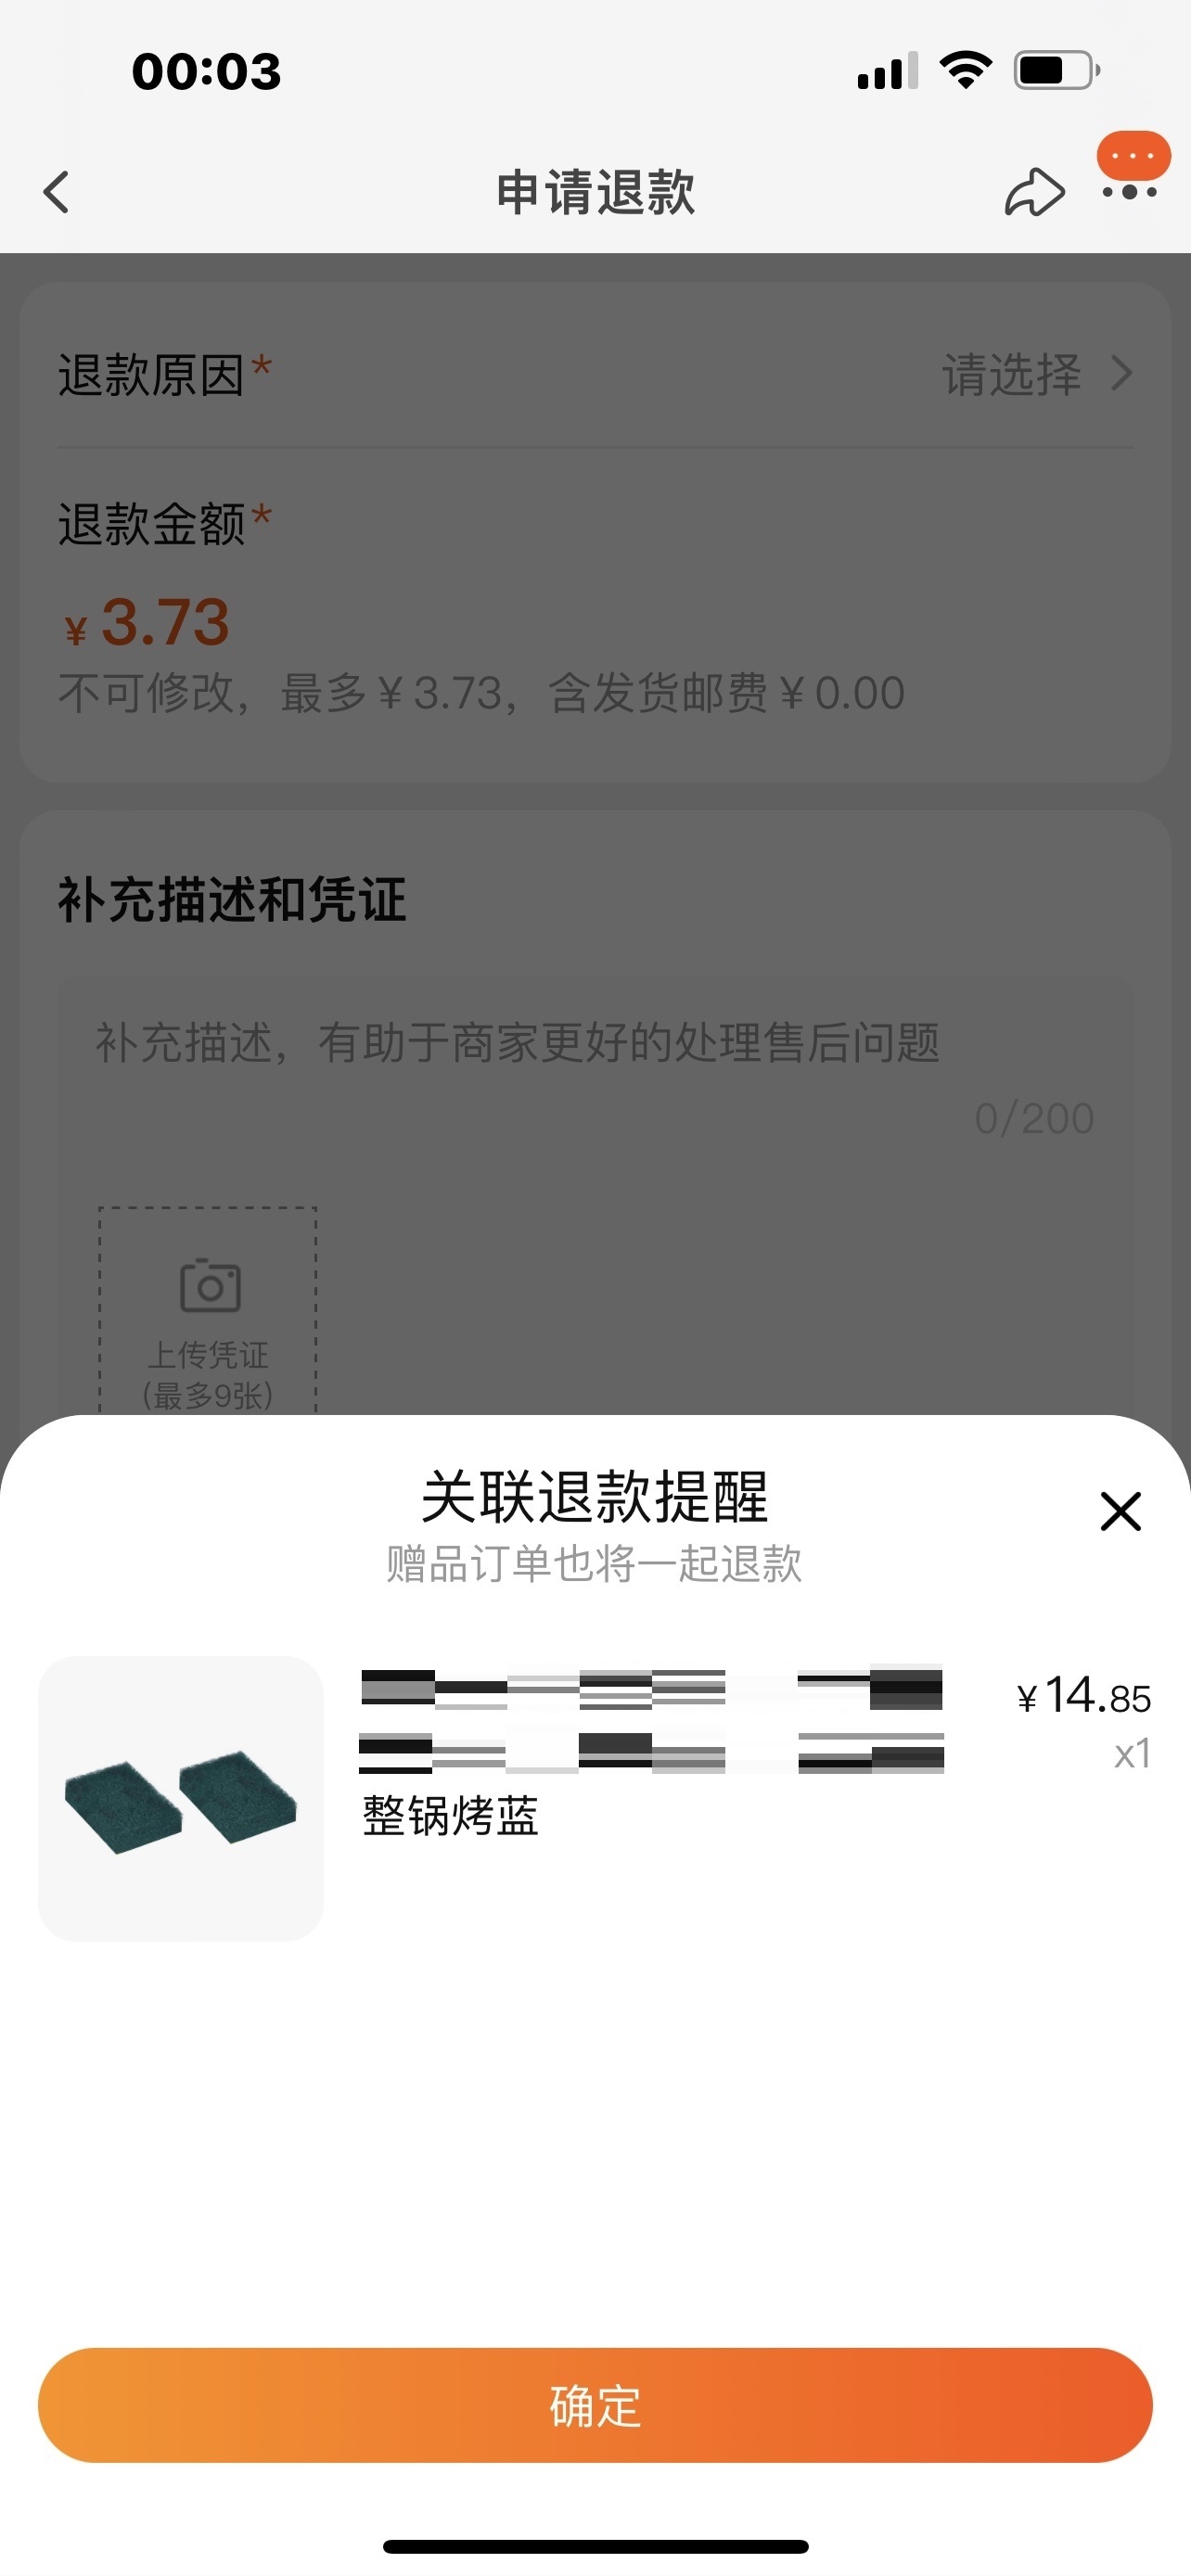 00:03
申请退款
退款原因* 请选择
退款金额*
¥3.73
不可修改，最多¥3.73，含发货邮费¥0.00
补充描述和凭证
补充描述，有助于商家更好的处理售后问题
0/200
上传凭证
(最多9张)
关联退款提醒
赠品订单也将一起退款
¥14.85
x1
整锅烤蓝
确定